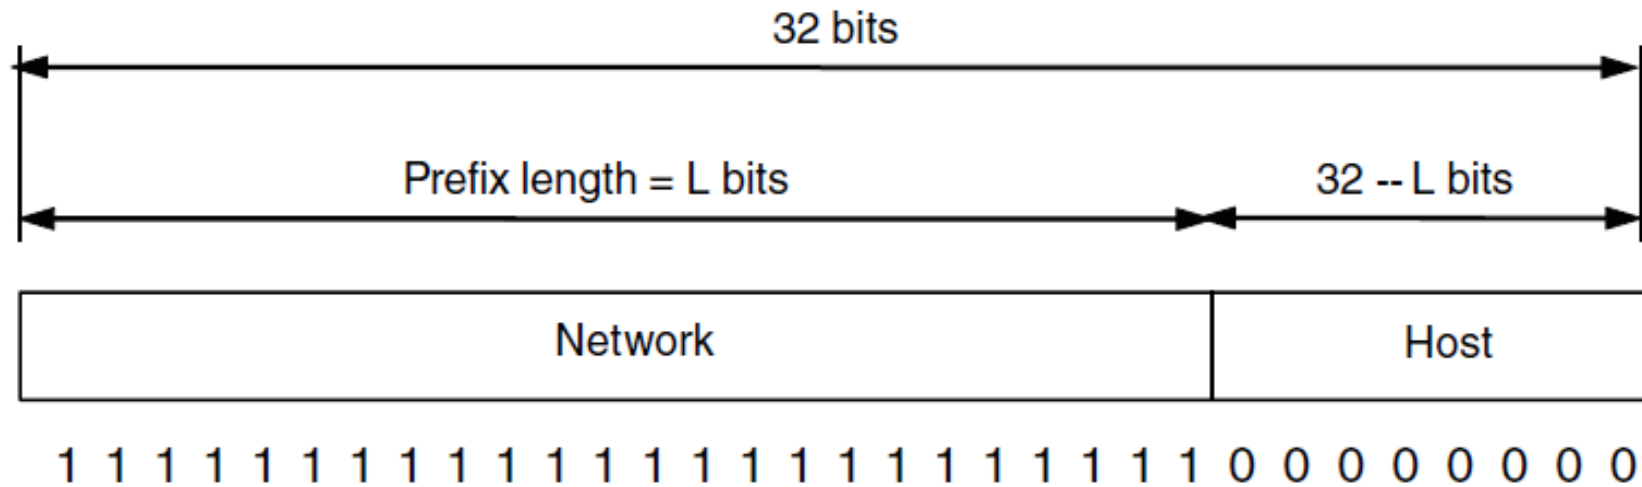 32 bits
Prefix length = L bits 32 -- L bits
Network Host
1 1 1 1 1 1 1 1 1 1 1 1 1 1 1 1 1 1 1 1 1 1 1 1 0 0 0 0 0 0 0 0